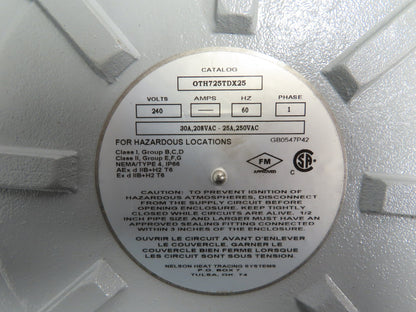 CATALOG
OTH725TDX25
VOLTS AMPS HZ PHASE
240 - 60 1
30A,208VAC - 25A,250VAC
FOR HAZARDOUS LOCATIONS GB0547P42
Class I, Group B,C,D
Class II, Group E,F,G
NEMA/TYPE 4, IP66
AEx d IIB+H2 T6
Ex d IIB+H2 T6
FM
APPROVED
C
CAUTION: TO PREVENT IGNITION OF
HAZARDOUS ATMOSPHERES, DISCONNECT
FROM THE SUPPLY CIRCUIT BEFORE
OPENING ENCLOSURE. KEEP TIGHTLY
CLOSED WHILE CIRCUITS ARE ALIVE. 1/2
INCH PIPE SIZE AND LARGER MUST HAVE AN
APPROVED SEALING FITTING CONNECTED
WITHIN 3 INCHES OF THE ENCLOSURE.
OUVRIR LE CIRCUIT AVANT D'ENLEVER
LE COUVERCLE. GARNER LE
COUVERCLE BIEN FERME LORSQUE
LES CIRCUIT SONT SOUS TENSION.
NELSON HEAT TRACING SYSTEMS
P.O. BOX 7
TULSA, OK 74